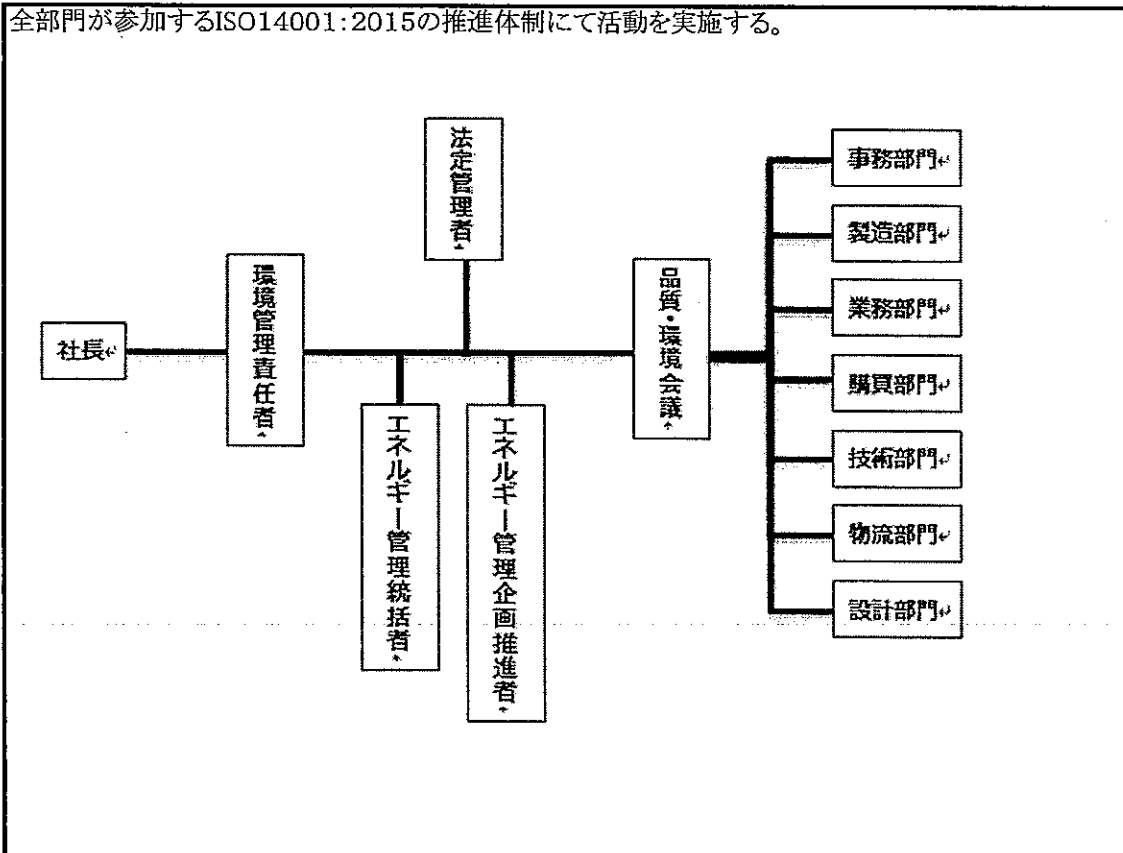 全部門が参加するISO14001:2015の推進体制にて活動を実施する。
社長
環境管理責任者
法定管理者
エネルギー管理統括者
エネルギー管理企画推進者
品質・環境会議
事務部門
製造部門
業務部門
購買部門
技術部門
物流部門
設計部門